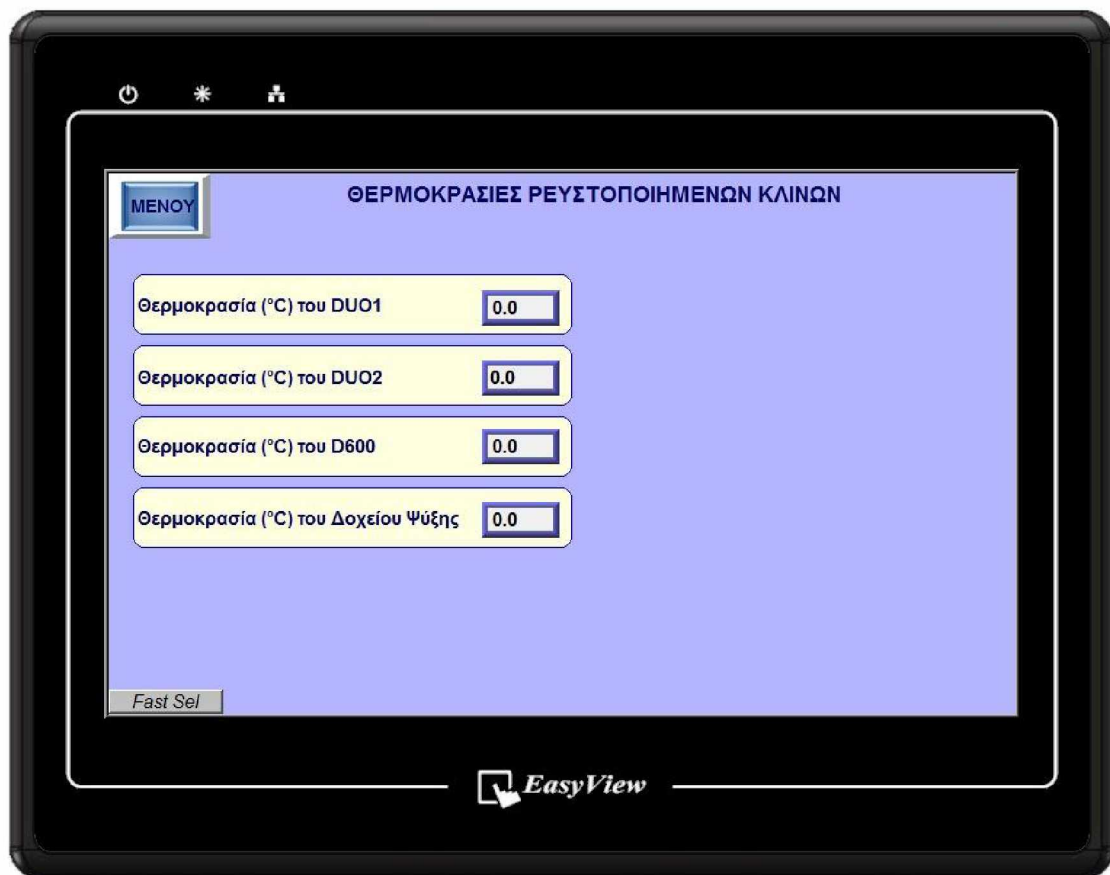 ΜΕΝΟΥ
ΘΕΡΜΟΚΡΑΣΙΕΣ ΡΕΥΣΤΟΠΟΙΗΜΕΝΩΝ ΚΛΙΝΩΝ
Θερμοκρασία (°C) του DUO1 0.0
Θερμοκρασία (°C) του DUO2 0.0
Θερμοκρασία (°C) του D600 0.0
Θερμοκρασία (°C) του Δοχείου Ψύξης 0.0
Fast Sel
EasyView